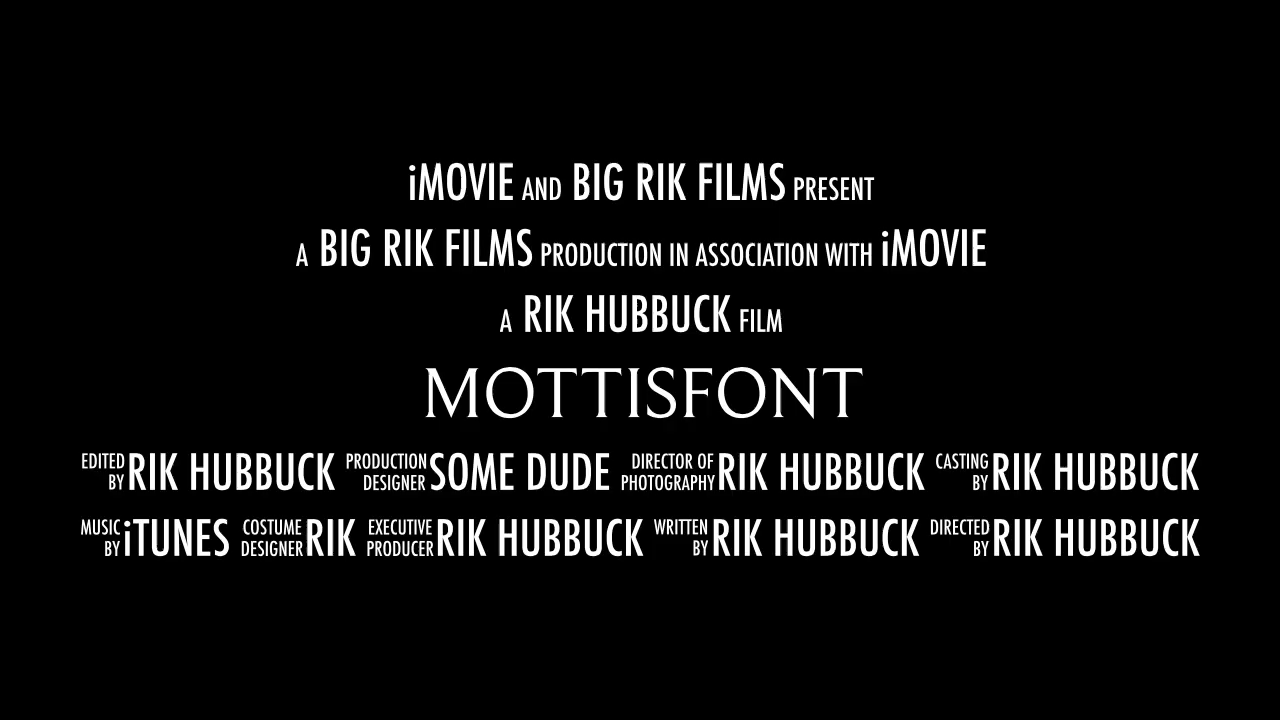 iMOVIE AND BIG RIK FILMS PRESENT
A BIG RIK FILMS PRODUCTION IN ASSOCIATION WITH iMOVIE
A RIK HUBBUCK FILM
MOTTISFONT
EDITED BY RIK HUBBUCK PRODUCTION DESIGNER SOME DUDE DIRECTOR OF PHOTOGRAPHY RIK HUBBUCK CASTING BY RIK HUBBUCK
MUSIC BY iTUNES COSTUME DESIGNER RIK EXECUTIVE PRODUCER RIK HUBBUCK WRITTEN BY RIK HUBBUCK DIRECTED BY RIK HUBBUCK